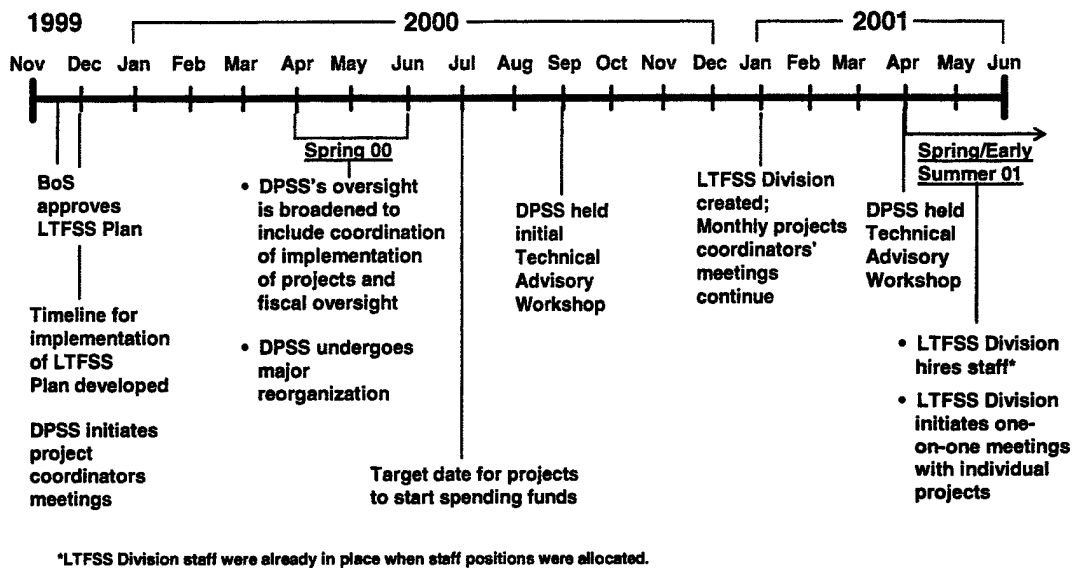 1999
2000
2001
Nov Dec Jan Feb Mar Apr May Jun Jul Aug Sep Oct Nov Dec Jan Feb Mar Apr May Jun
BoS
approves
LTFSS Plan
Timeline for
implementation
of LTFSS
Plan developed
DPSS initiates
project
coordinators
meetings
Spring 00
• DPSS's oversight
is broadened to
include coordination
of implementation
of projects and
fiscal oversight
• DPSS undergoes
major
reorganization
Target date for projects
to start spending funds
DPSS held
initial
Technical
Advisory
Workshop
LTFSS Division
created;
Monthly projects
coordinators'
meetings
continue
DPSS held
Technical
Advisory
Workshop
Spring/Early
Summer 01
• LTFSS Division
hires staff*
• LTFSS Division
initiates one-
on-one meetings
with individual
projects
*LTFSS Division staff were already in place when staff positions were allocated.